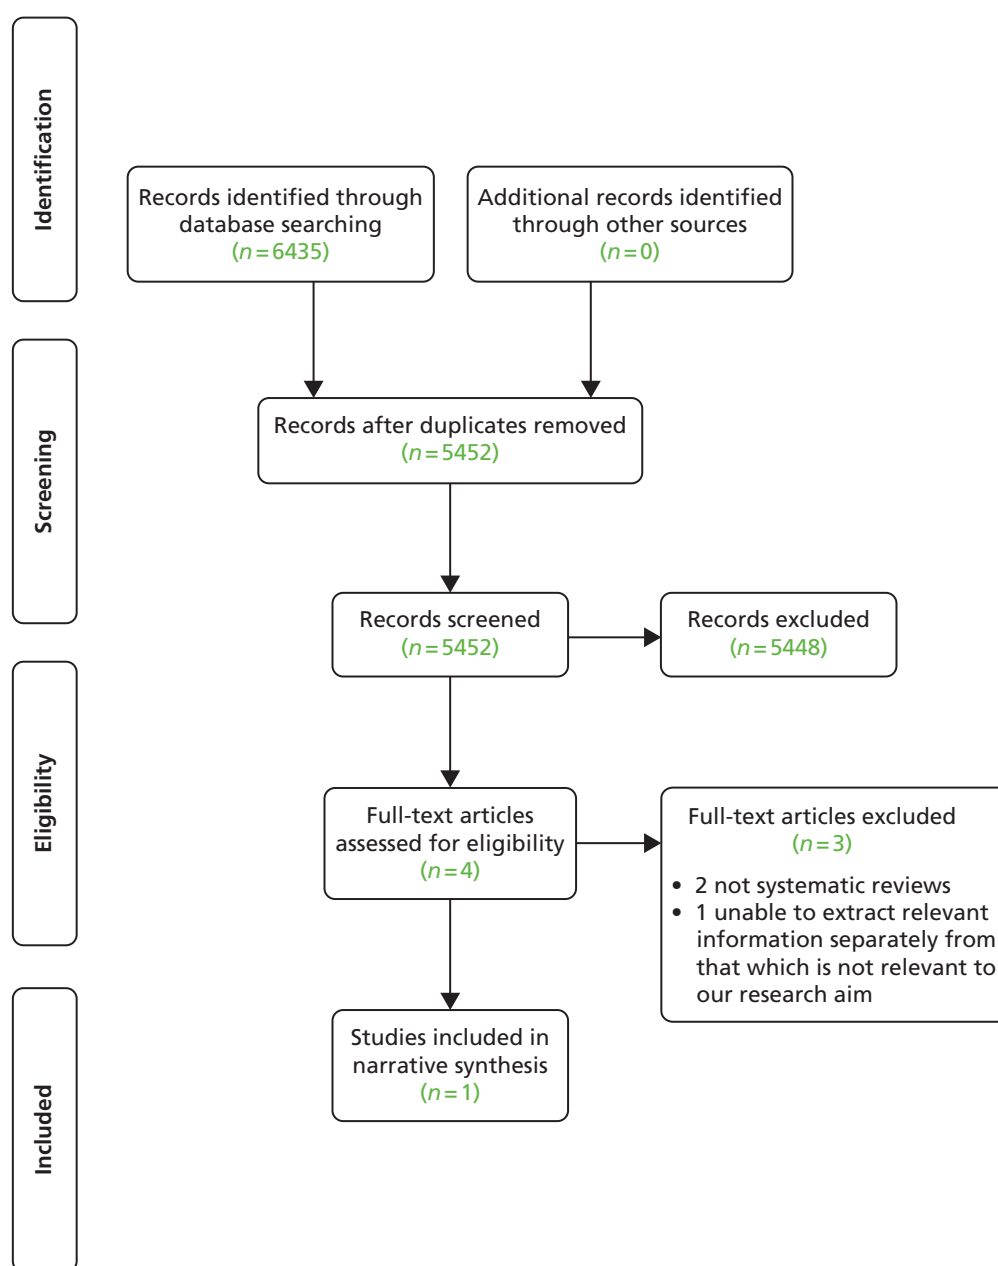 Identification
Records identified through
database searching
(n=6435)
Additional records identified
through other sources
(n=0)
Screening
Records after duplicates removed
(n=5452)
Records screened
(n=5452)
Records excluded
(n=5448)
Eligibility
Full-text articles
assessed for eligibility
(n=4)
Full-text articles excluded
(n=3)
• 2 not systematic reviews
• 1 unable to extract relevant
information separately from
that which is not relevant to
our research aim
Included
Studies included in
narrative synthesis
(n=1)